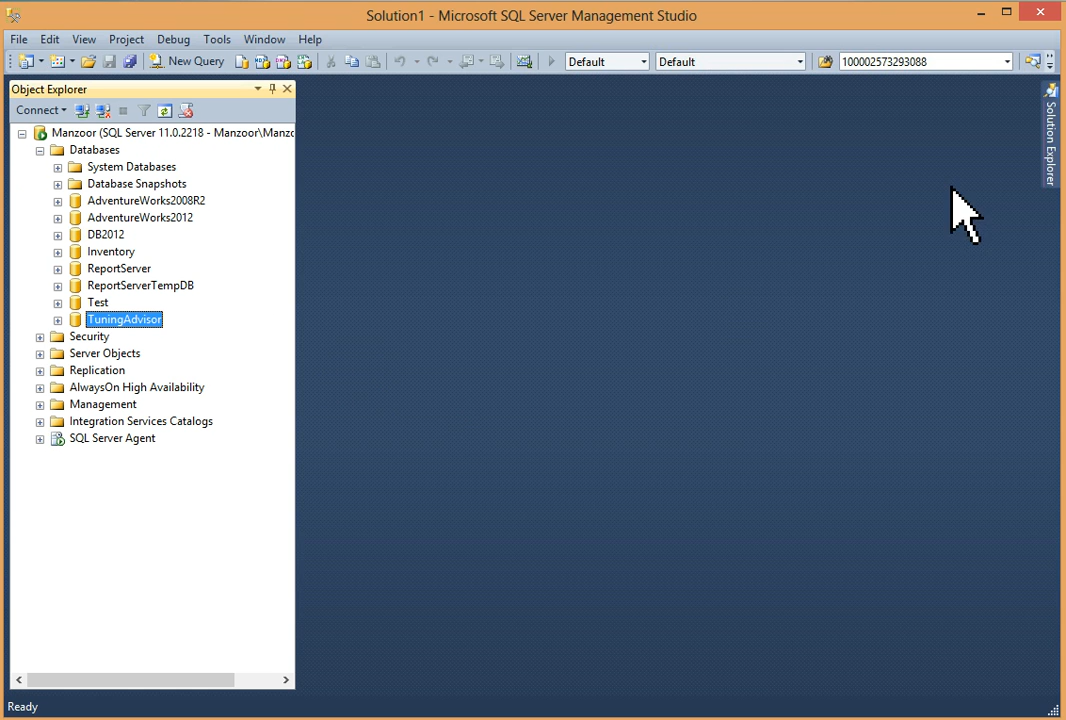 Solution1 - Microsoft SQL Server Management Studio
File Edit View Project Debug Tools Window Help
New Query Default Default 100002573293088
Object Explorer
Connect
Manzoor (SQL Server 11.0.2218 - Manzoor\Manzo
Databases
System Databases
Database Snapshots
AdventureWorks2008R2
AdventureWorks2012
DB2012
Inventory
ReportServer
ReportServerTempDB
Test
TuningAdvisor
Security
Server Objects
Replication
AlwaysOn High Availability
Management
Integration Services Catalogs
SQL Server Agent
Solution Explorer
Ready